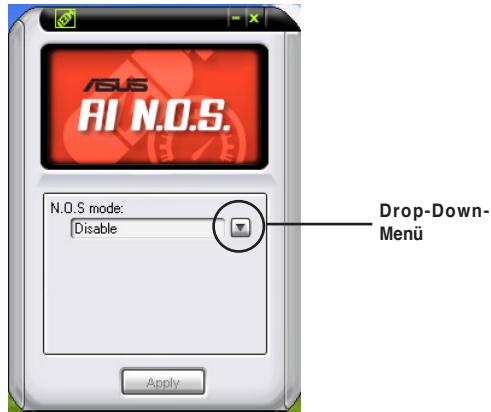 ASUS
AI N.O.S.
N.O.S mode:
Disable
Drop-Down-
Menü
Apply